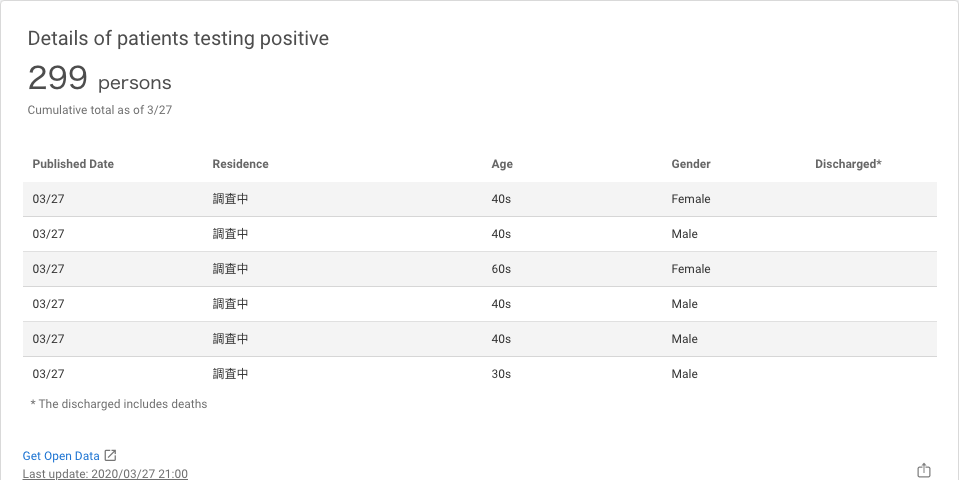 Details of patients testing positive
299 persons
Cumulative total as of 3/27
Published Date Residence Age Gender Discharged*
03/27 調査中 40s Female
03/27 調査中 40s Male
03/27 調査中 60s Female
03/27 調査中 40s Male
03/27 調査中 40s Male
03/27 調査中 30s Male
* The discharged includes deaths
Get Open Data
Last update: 2020/03/27 21:00